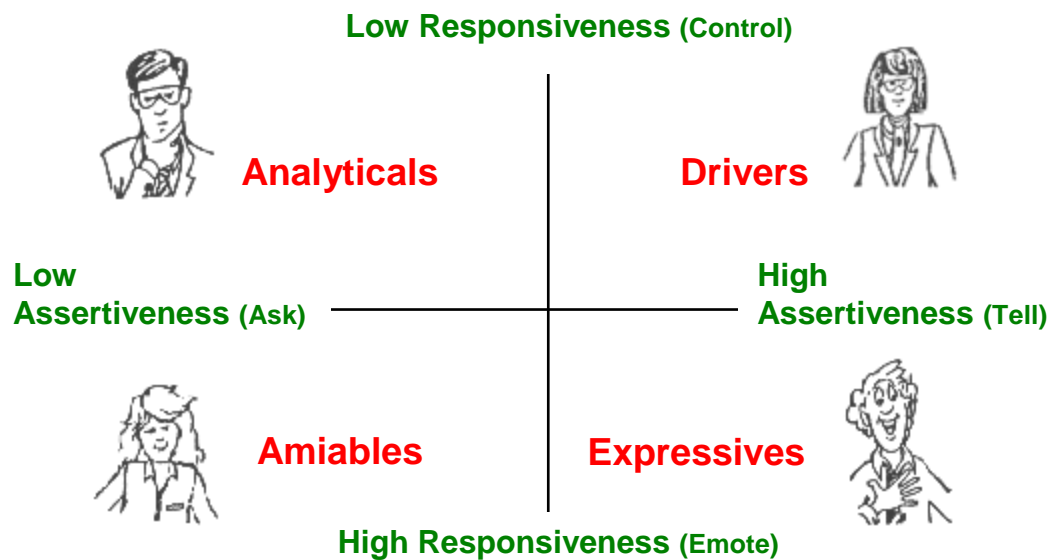 Low Responsiveness (Control)
Analyticals
Drivers
Low
Assertiveness (Ask)
High
Assertiveness (Tell)
Amiables
Expressives
High Responsiveness (Emote)